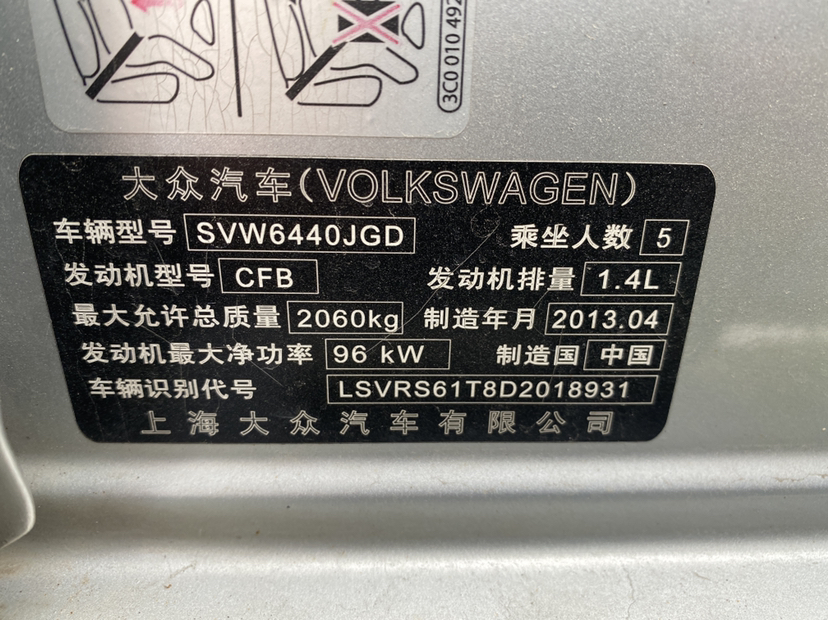 3C0 010 492
大众汽车(VOLKSWAGEN)
车辆型号 SVW6440JGD 乘坐人数 5
发动机型号 CFB 发动机排量 1.4L
最大允许总质量 2060kg 制造年月 2013.04
发动机最大净功率 96 kW 制造国 中国
车辆识别代号 LSVRS61T8D2018931
上海大众汽车有限公司